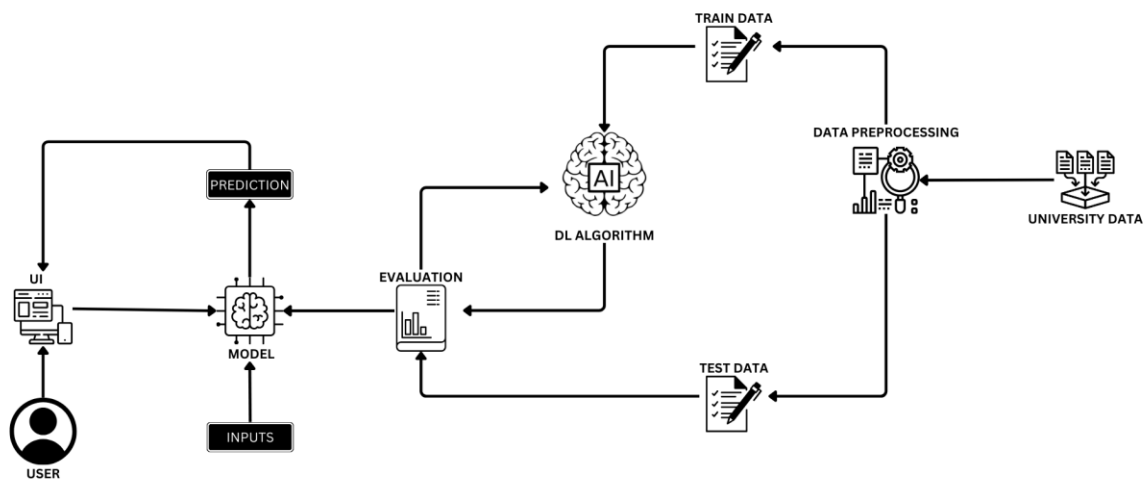 TRAIN DATA
DATA PREPROCESSING
PREDICTION
AI
UNIVERSITY DATA
DL ALGORITHM
UI
EVALUATION
MODEL
TEST DATA
INPUTS
USER